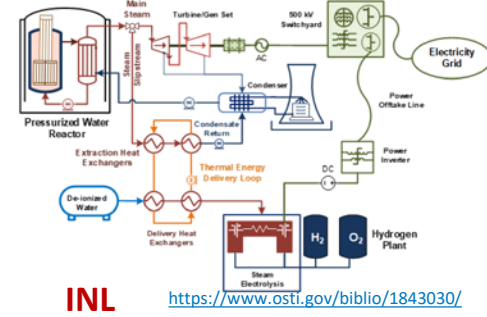 Main
Steam
Turbine/Gen Set
500 kV
Switchyard
Steam
Slipstream
AC
Electricity
Grid
Condenser
Pressurized Water
Reactor
Condensate
Return
Power
Offtake Line
Extraction Heat
Exchangers
Thermal Energy
Delivery Loop
Power
Inverter
DC
De-ionized
Water
Delivery Heat
Exchangers
H2
O2
Hydrogen
Plant
Steam
Electrolysis
INL
https://www.osti.gov/biblio/1843030/